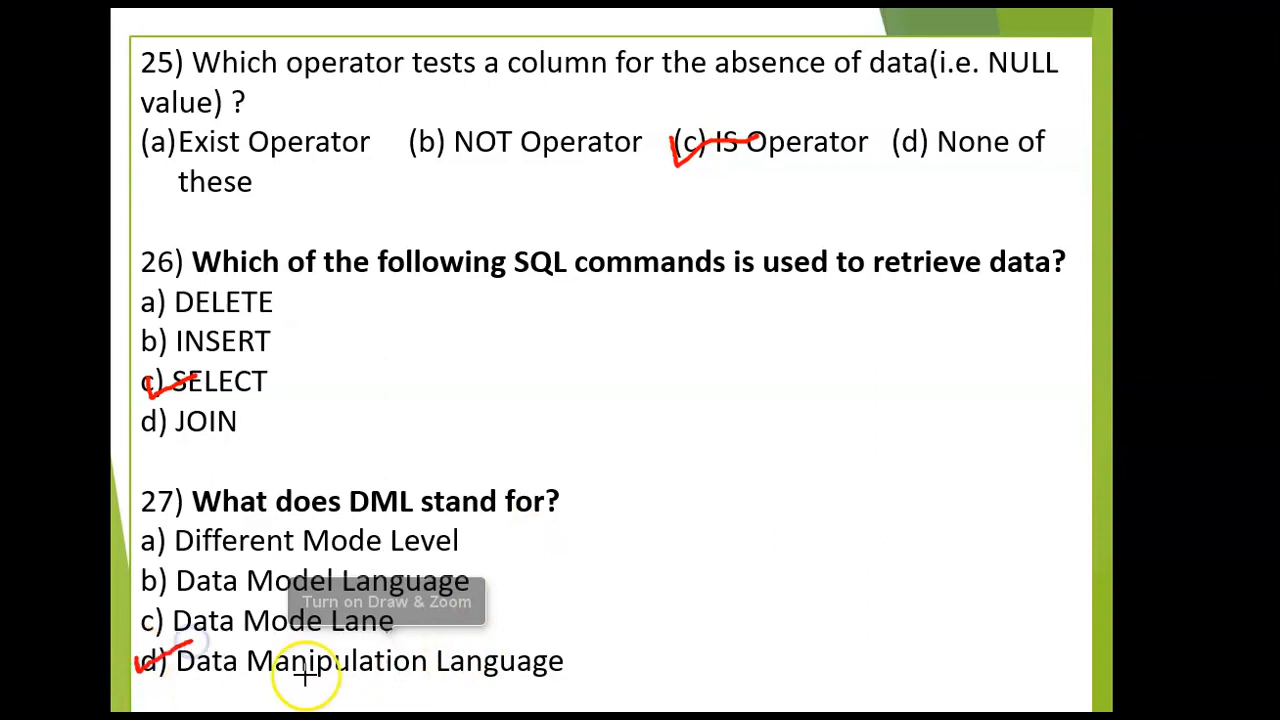 25) Which operator tests a column for the absence of data(i.e. NULL
value) ?
(a)Exist Operator (b) NOT Operator (c) IS Operator (d) None of
these
26) Which of the following SQL commands is used to retrieve data?
a) DELETE
b) INSERT
c) SELECT
d) JOIN
27) What does DML stand for?
a) Different Mode Level
b) Data Model Language
Turn on Draw & Zoom
c) Data Mode Lane
d) Data Manipulation Language